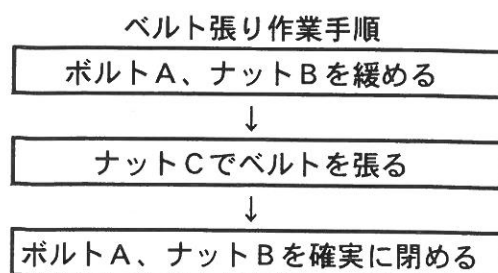 ベルト張り作業手順
ボルトA、ナットBを緩める
↓
ナットCでベルトを張る
↓
ボルトA、ナットBを確実に閉める